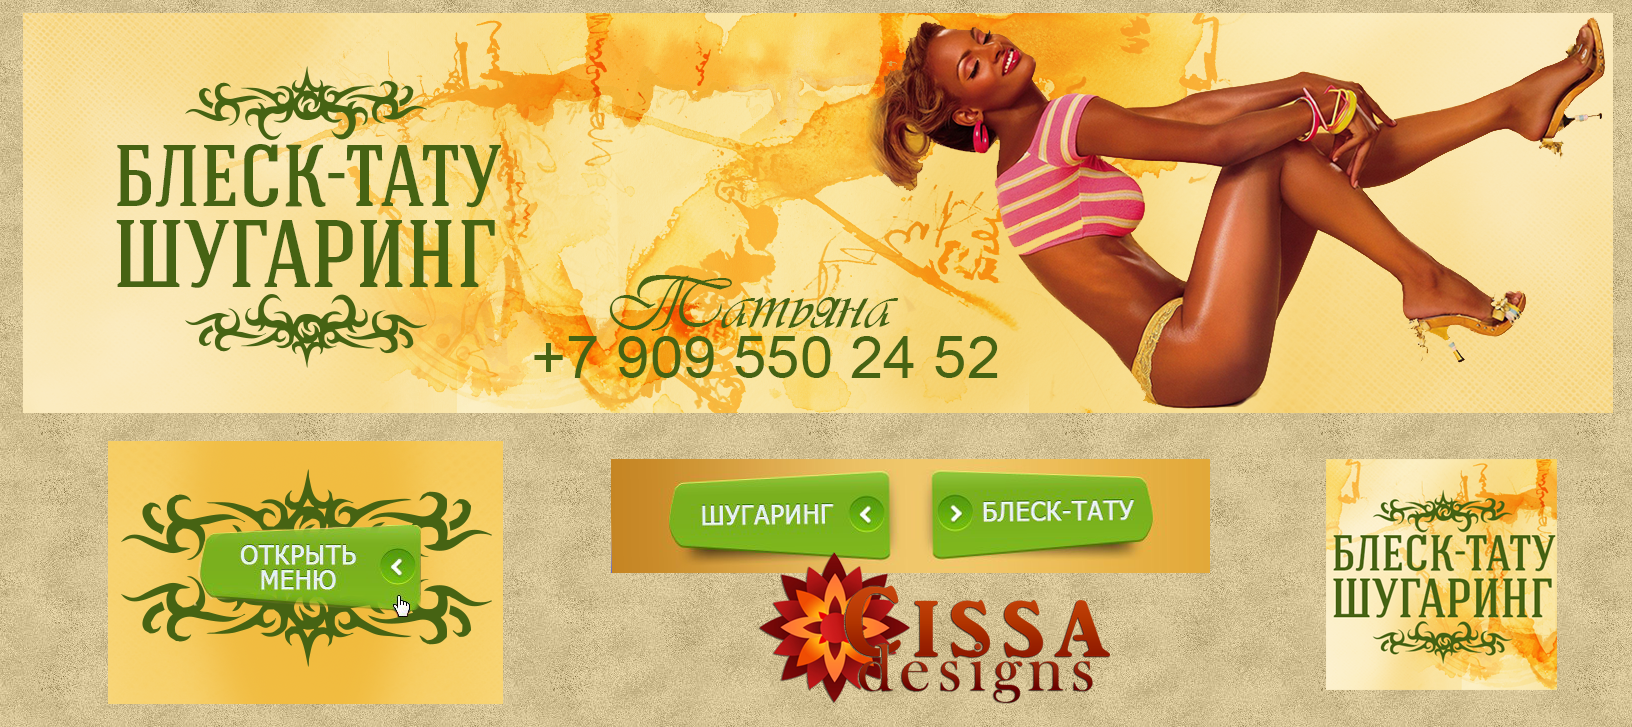 БЛЕСК-ТАТУ
ШУГАРИНГ
Татьяна
+7 909 550 24 52
ОТКРЫТЬ
МЕНЮ
ШУГАРИНГ
БЛЕСК-ТАТУ
CISSA
designs
БЛЕСК-ТАТУ
ШУГАРИНГ